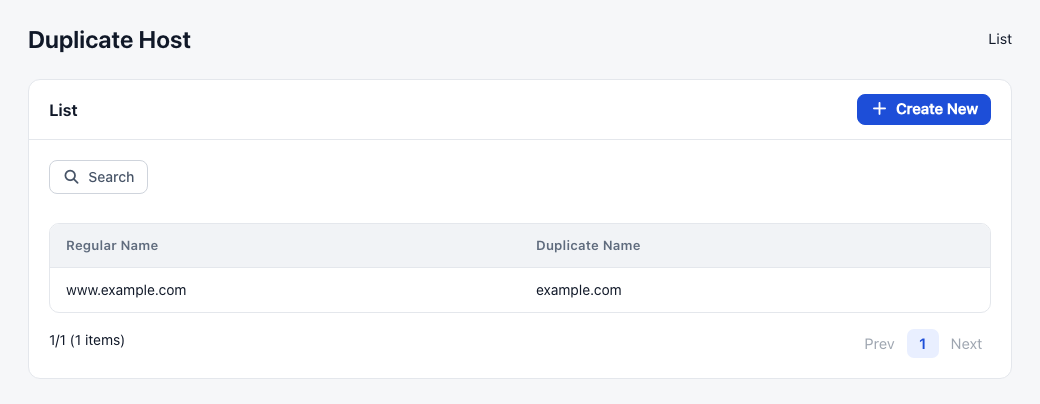 Duplicate Host
List
List
Create New
Search
Regular Name Duplicate Name
www.example.com example.com
1/1 (1 items)
Prev 1 Next